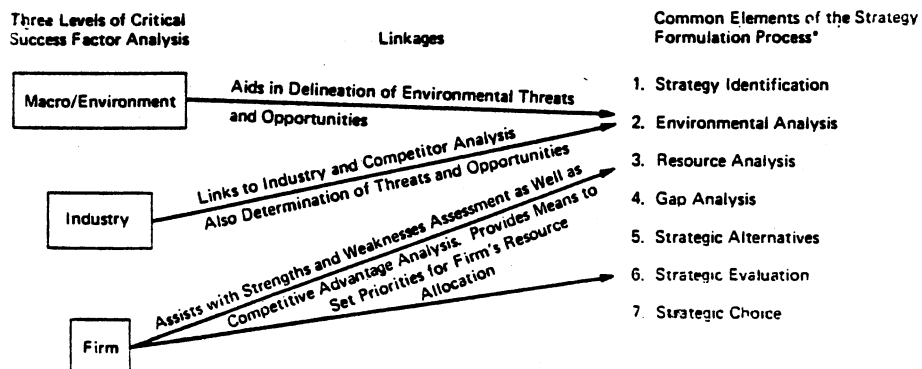 Three Levels of Critical
Success Factor Analysis
Linkages
Common Elements of the Strategy
Formulation Process*
Macro/Environment
Aids in Delineation of Environmental Threats
and Opportunities
Links to Industry and Competitor Analysis
Also Determination of Threats and Opportunities
Industry
Assists with Strengths and Weaknesses Assessment as Well as
Competitive Advantage Analysis. Provides Means to
Set Priorities for Firm's Resource
Allocation
Firm
1. Strategy Identification
2. Environmental Analysis
3. Resource Analysis
4. Gap Analysis
5. Strategic Alternatives
6. Strategic Evaluation
7. Strategic Choice